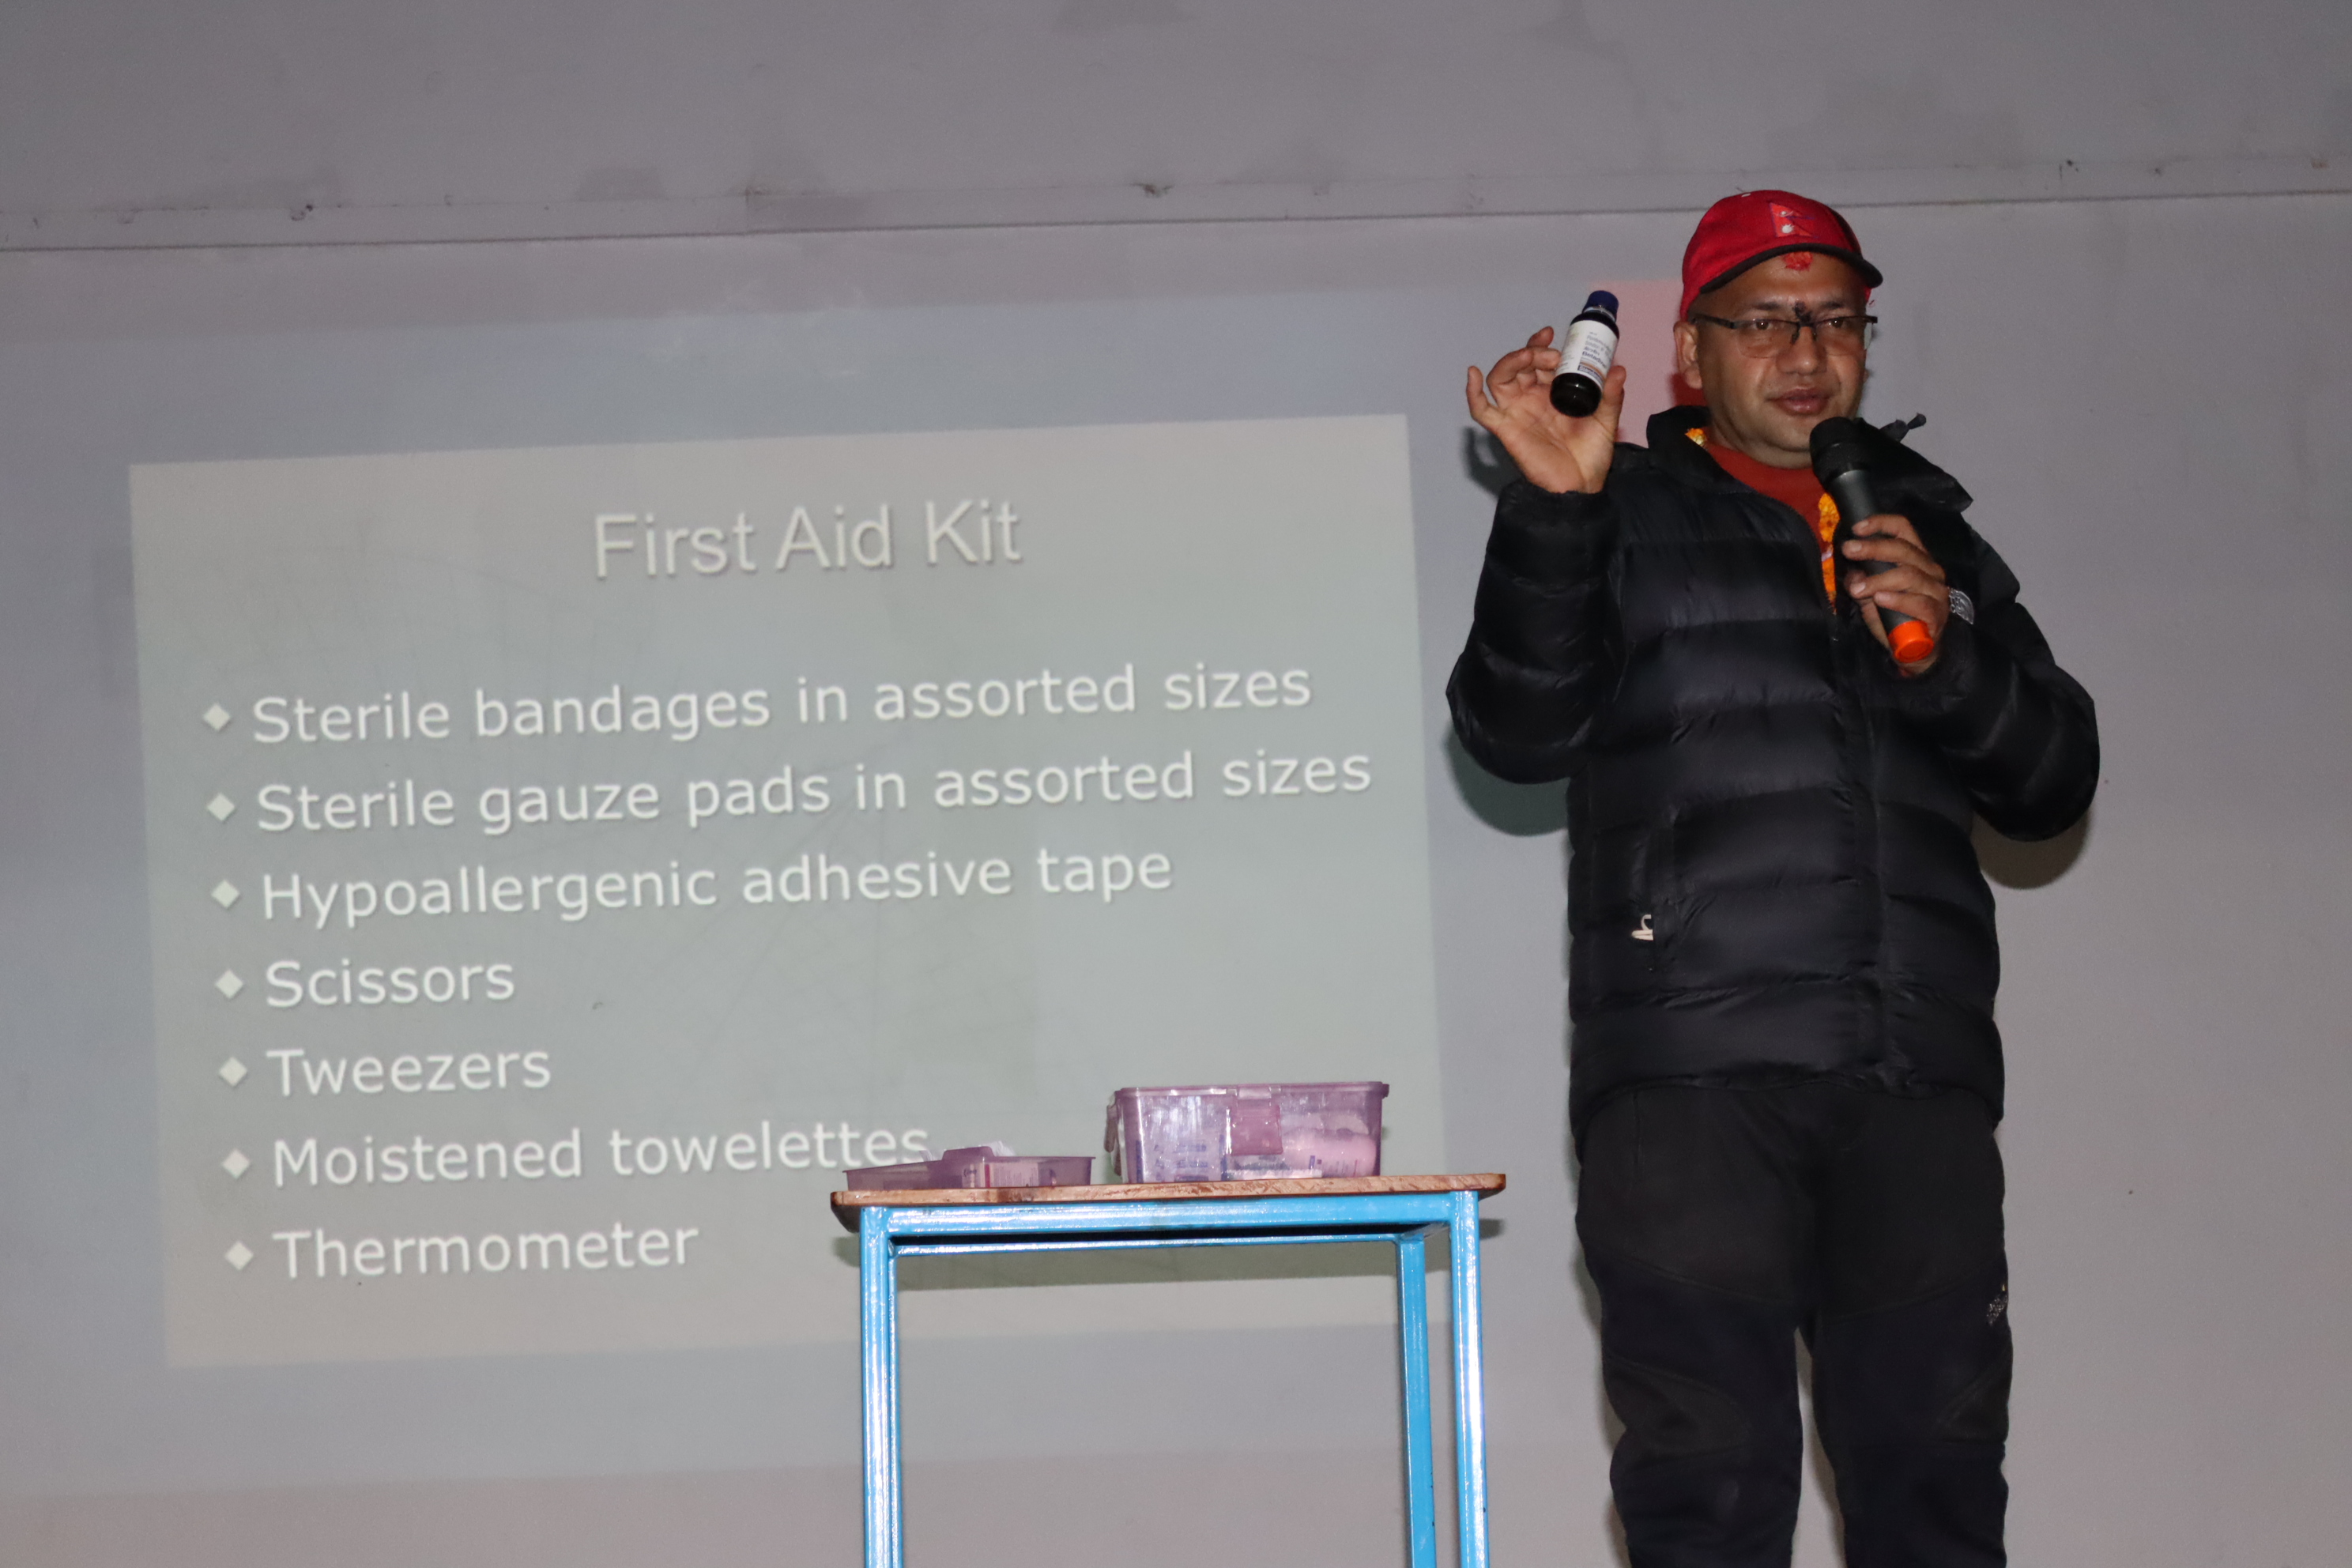 First Aid Kit
Sterile bandages in assorted sizes
Sterile gauze pads in assorted sizes
Hypoallergenic adhesive tape
Scissors
Tweezers
Moistened towelettes
Thermometer